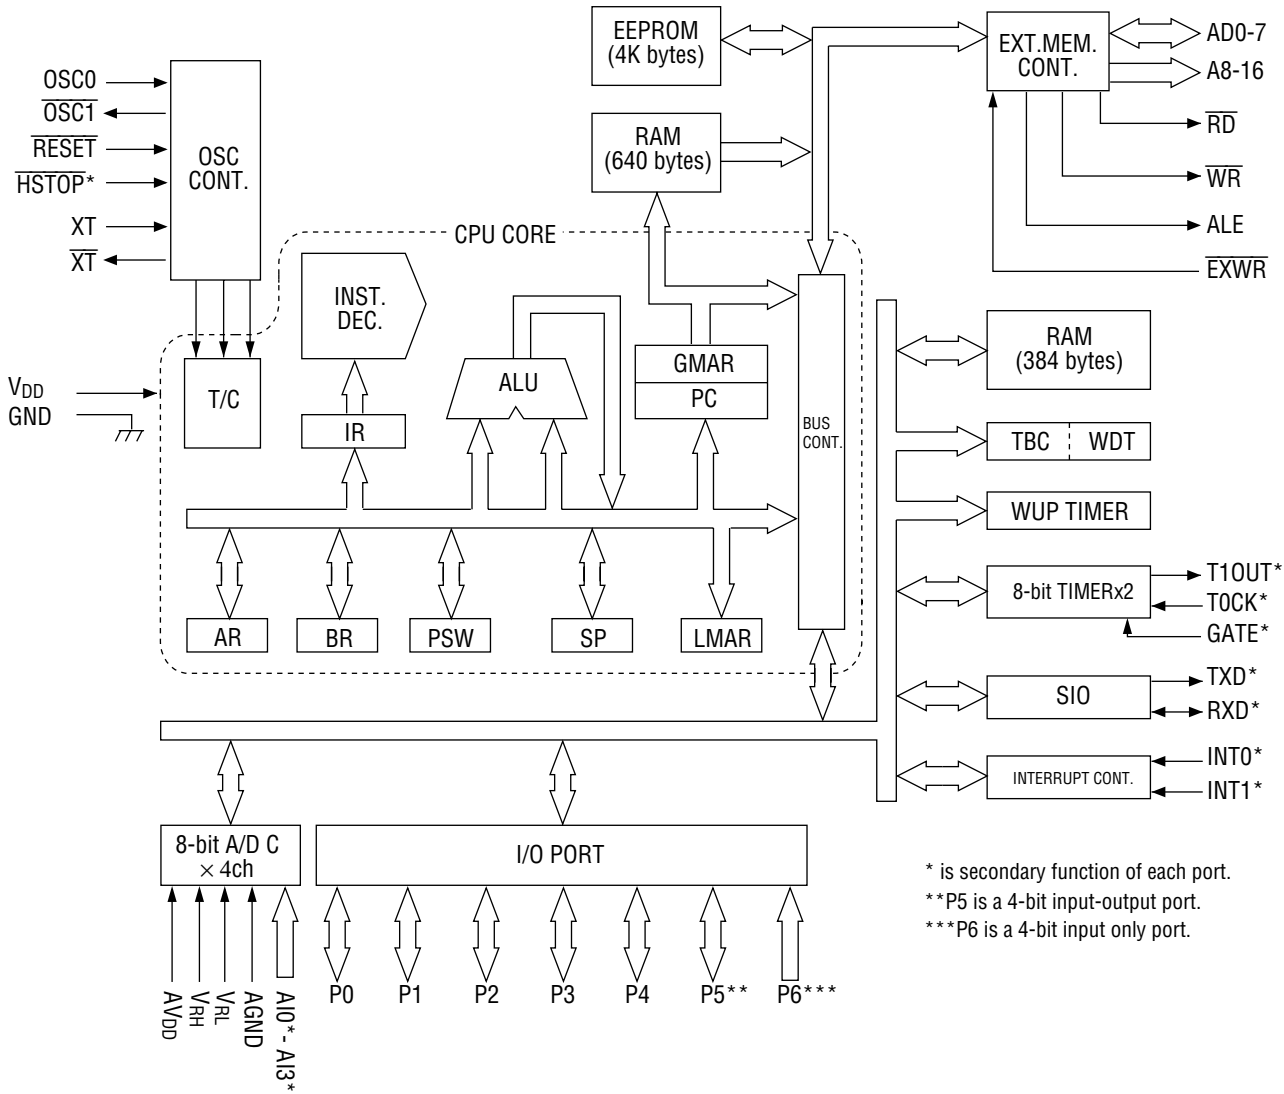 EEPROM
(4K bytes)
EXT.MEM.
CONT.
AD0-7
A8-16
RD
WR
ALE
EXWR
OSC0
OSC1
RESET
HSTOP*
XT
XT
OSC
CONT.
RAM
(640 bytes)
CPU CORE
INST.
DEC.
ALU
GMAR
PC
IR
T/C
VDD
GND
BUS
CONT.
RAM
(384 bytes)
TBC WDT
WUP TIMER
8-bit TIMERx2
T1OUT*
T0CK*
GATE*
AR
BR
PSW
SP
LMAR
SIO
TXD*
RXD*
INTERRUPT CONT.
INT0*
INT1*
8-bit A/D C
× 4ch
I/O PORT
AVDD
VRH
VRL
AGND
AI0*- AI3*
P0
P1
P2
P3
P4
P5**
P6***
* is secondary function of each port.
**P5 is a 4-bit input-output port.
***P6 is a 4-bit input only port.